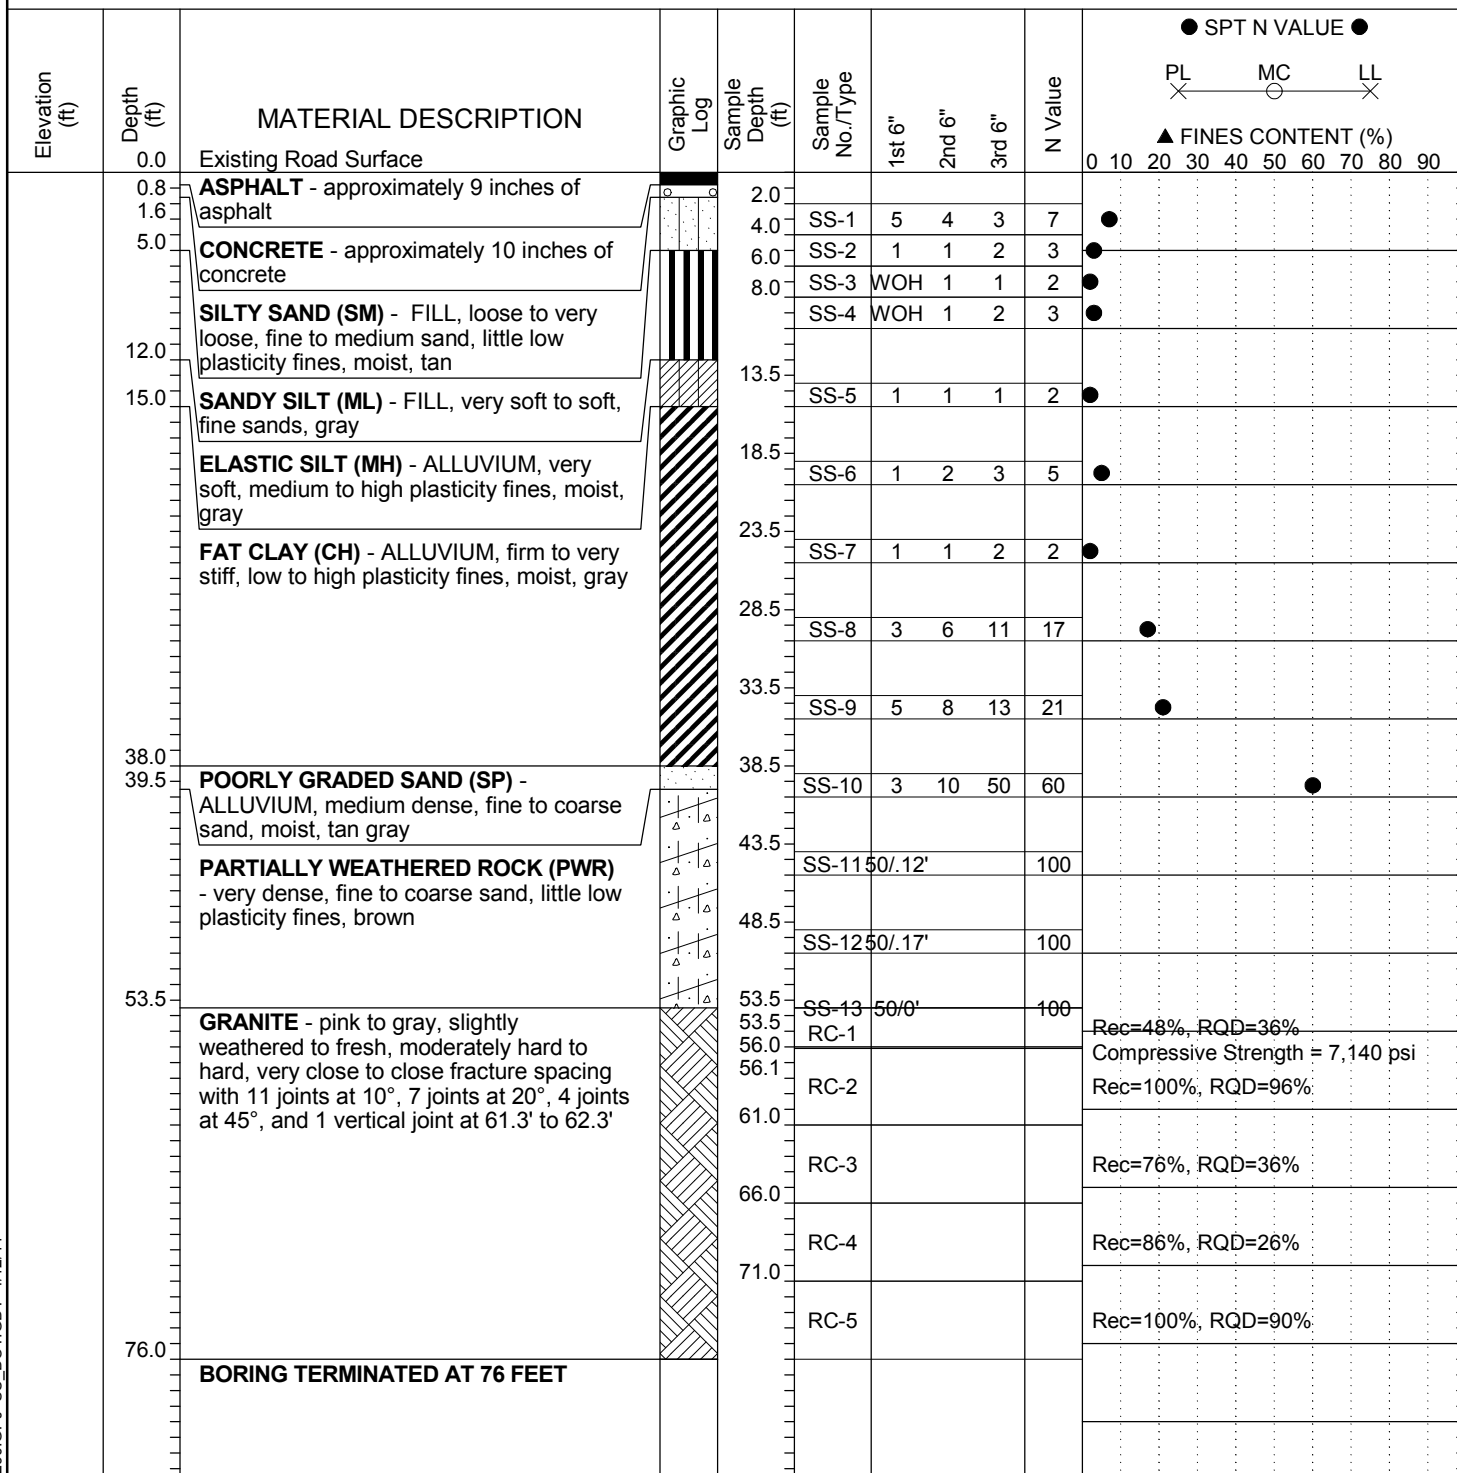 ● SPT N VALUE ●
PL MC LL
▲ FINES CONTENT (%)
0 10 20 30 40 50 60 70 80 90
Elevation (ft)
Depth (ft)
MATERIAL DESCRIPTION
Graphic Log
Sample Depth (ft)
Sample No./Type
1st 6"
2nd 6"
3rd 6"
N Value
0.0 Existing Road Surface
0.8 ASPHALT - approximately 9 inches of
asphalt
1.6
5.0 CONCRETE - approximately 10 inches of
concrete
SILTY SAND (SM) - FILL, loose to very
loose, fine to medium sand, little low
plasticity fines, moist, tan
12.0
15.0 SANDY SILT (ML) - FILL, very soft to soft,
fine sands, gray
ELASTIC SILT (MH) - ALLUVIUM, very
soft, medium to high plasticity fines, moist,
gray
FAT CLAY (CH) - ALLUVIUM, firm to very
stiff, low to high plasticity fines, moist, gray
38.0
39.5 POORLY GRADED SAND (SP) -
ALLUVIUM, medium dense, fine to coarse
sand, moist, tan gray
PARTIALLY WEATHERED ROCK (PWR)
- very dense, fine to coarse sand, little low
plasticity fines, brown
53.5
GRANITE - pink to gray, slightly
weathered to fresh, moderately hard to
hard, very close to close fracture spacing
with 11 joints at 10°, 7 joints at 20°, 4 joints
at 45°, and 1 vertical joint at 61.3' to 62.3'
76.0
BORING TERMINATED AT 76 FEET
2.0
SS-1 5 4 3 7
4.0
SS-2 1 1 2 3
6.0
SS-3 WOH 1 1 2
8.0
SS-4 WOH 1 2 3
13.5
SS-5 1 1 1 2
18.5
SS-6 1 2 3 5
23.5
SS-7 1 1 2 2
28.5
SS-8 3 6 11 17
33.5
SS-9 5 8 13 21
38.5
SS-10 3 10 50 60
43.5
SS-11 50/.12' 100
48.5
SS-12 50/.17' 100
53.5
SS-13 50/0' 100
53.5
RC-1 Rec=48%, RQD=36%
56.0
Compressive Strength = 7,140 psi
56.1
RC-2 Rec=100%, RQD=96%
61.0
RC-3 Rec=76%, RQD=36%
66.0
RC-4 Rec=86%, RQD=26%
71.0
RC-5 Rec=100%, RQD=90%